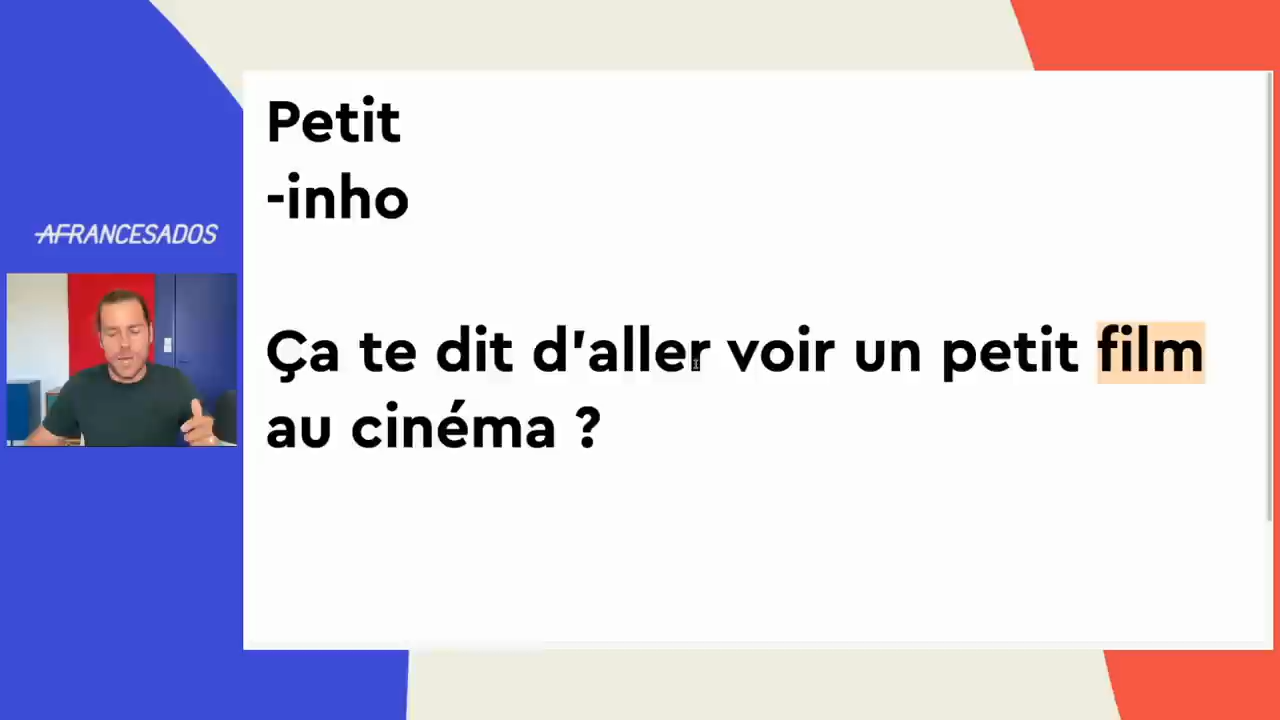 AFRANCESADOS
Petit
-inho
Ça te dit d'aller voir un petit film
au cinéma ?